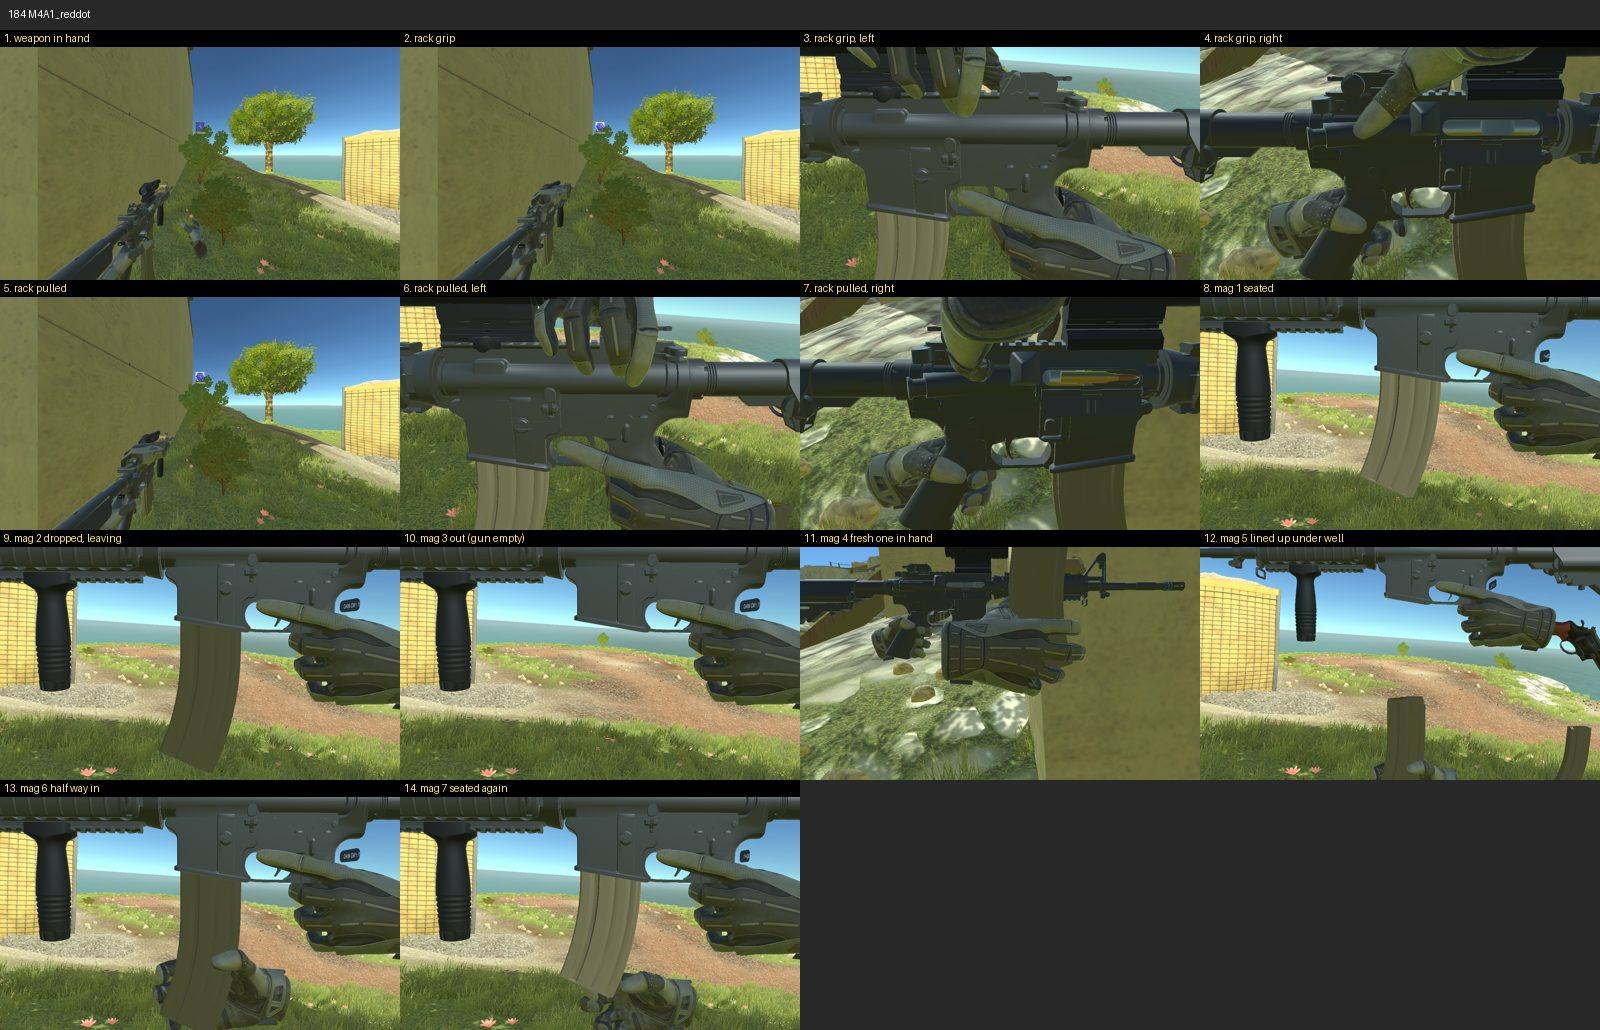 184 M4A1_reddot
1. weapon in hand
2. rack grip
3. rack grip, left
4. rack grip, right
5. rack pulled
6. rack pulled, left
7. rack pulled, right
8. mag 1 seated
9. mag 2 dropped, leaving
10. mag 3 out (gun empty)
11. mag 4 fresh one in hand
12. mag 5 lined up under well
13. mag 6 half way in
14. mag 7 seated again